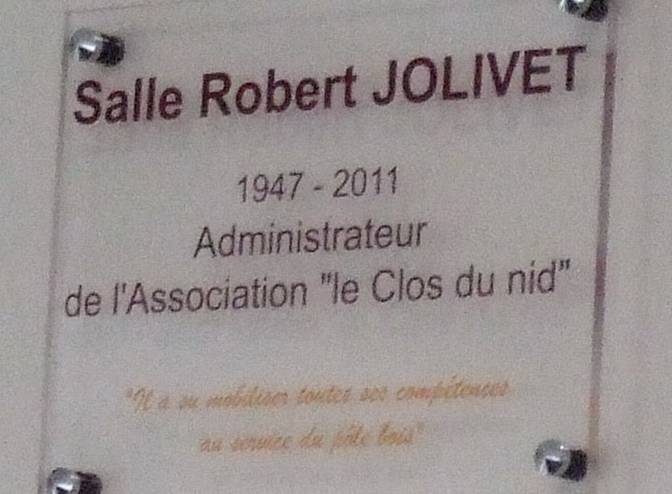 Salle Robert JOLIVET
1947 - 2011
Administrateur
de l'Association "le Clos du nid"
"Il a su mobiliser toutes ses compétences
au service du pôle bois"